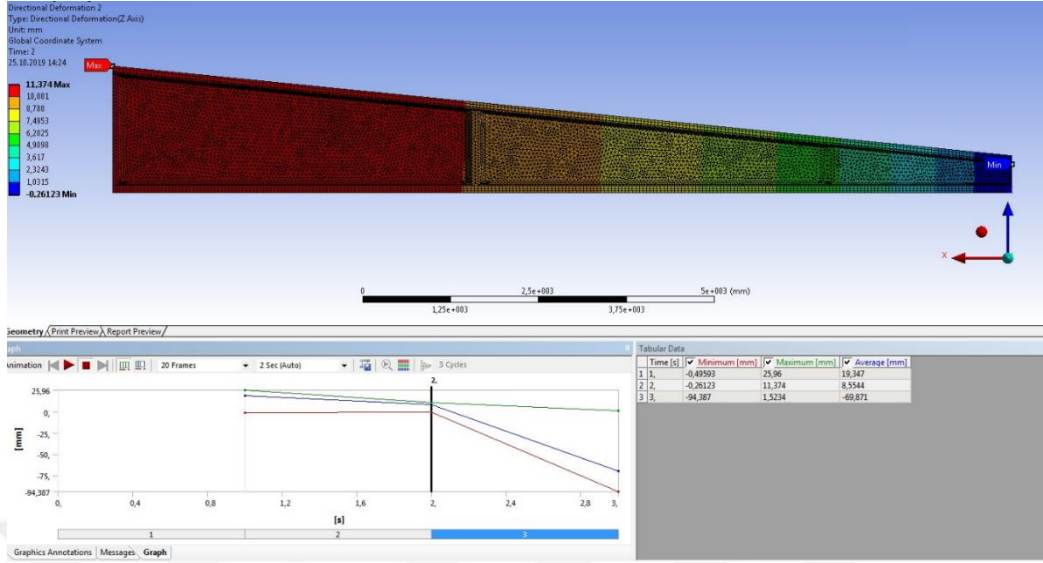 Directional Deformation 2
Type: Directional Deformation(Z Axis)
Unit: mm
Global Coordinate System
Time: 2
25.10.2019 14:24
Max
11,374 Max
10,081
8,788
7,4953
6,2025
4,9098
3,617
2,3243
1,0315
-0,26123 Min
Min
X
0 2,5e+003 5e+003 (mm)
1,25e+003 3,75e+003
Geometry Print Preview Report Preview
Graph
Animation 20 Frames 2 Sec (Auto) 3 Cycles
Tabular Data
Time [s] Minimum [mm] Maximum [mm] Average [mm]
1 1, -0,49593 25,96 19,347
2 2, -0,26123 11,374 8,5544
3 3, -94,387 1,5234 -69,871
2,
25,96
0,
-25,
-50,
-75,
-94,387
[mm]
0, 0,4 0,8 1,2 1,6 2, 2,4 2,8 3,
[s]
1 2 3
Graphics Annotations Messages Graph